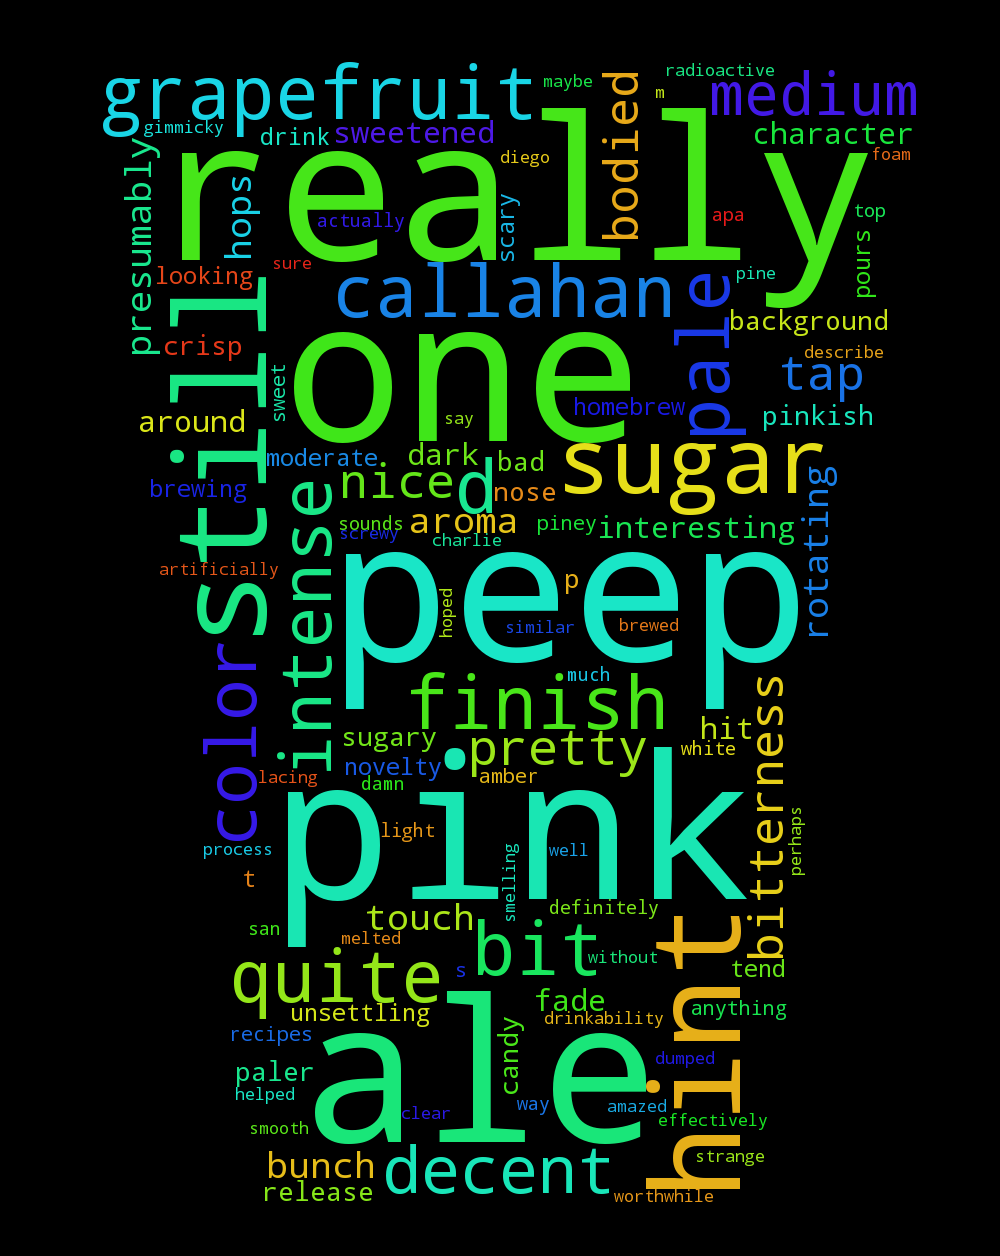 radioactive
grapefruit
maybe
m
medium
gimmicky
drink
sweetened
bodied
character
diego
foam
really
presumably
hops
actually
scary
apa
top
looking
sure
callahan
pine
pours
pale
background
crisp
still
one
describe
tap
sweet
around
say
homebrew
pinkish
moderate
dark
bad
sugar
brewing
nice
d
nose
rotating
intense
sounds
aroma
piney
interesting
screwy
charlie
artificially
peep
p
hoped
similar
brewed
color
much
finish
bitterness
sugary
pretty
hit
white
novelty
lacing
damn
amber
pink
light
process
smelling
well
perhaps
t
touch
definitely
san
melted
bit
without
hint
quite
s
tend
unsettling
fade
anything
recipes
candy
drinkability
ale
paler
dumped
helped
clear
way
amazed
effectively
smooth
bunch
decent
strange
release
worthwhile